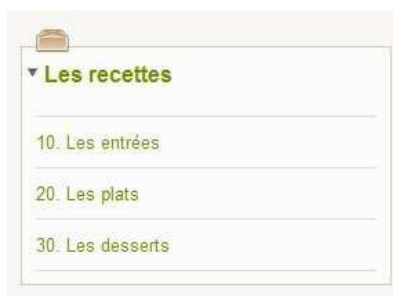 Les recettes
10. Les entrées
20. Les plats
30. Les desserts